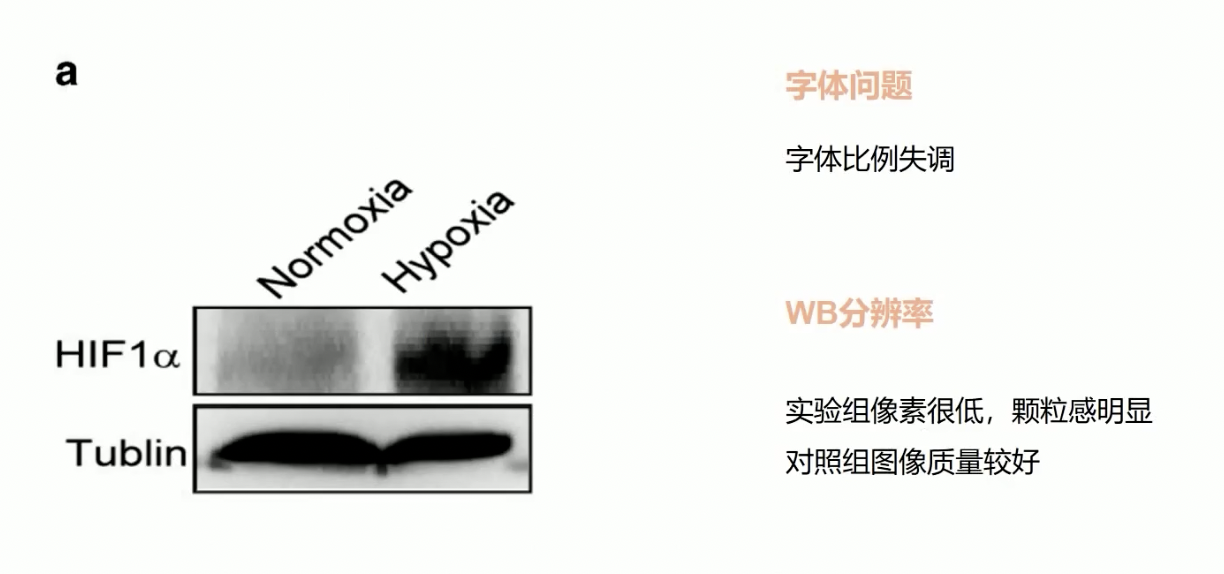 a
Normoxia
Hypoxia
HIF1α
Tublin
字体问题
字体比例失调
WB分辨率
实验组像素很低，颗粒感明显
对照组图像质量较好